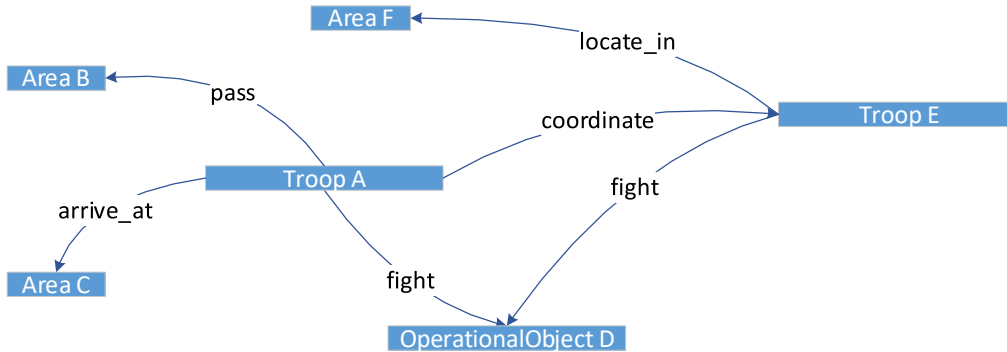 Area F
locate_in
Area B
pass
Troop E
coordinate
Troop A
fight
arrive_at
Area C
fight
OperationalObject D